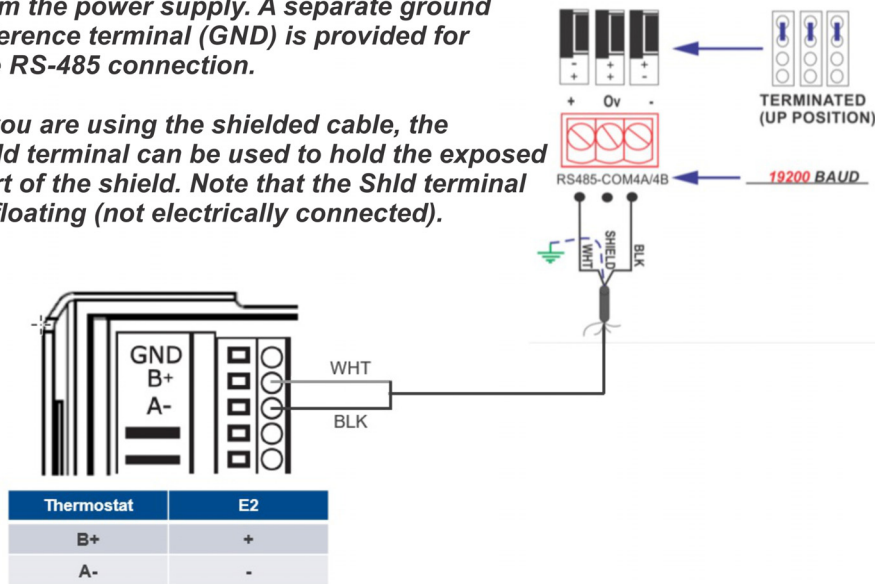 m the power supply. A separate ground
erence terminal (GND) is provided for
RS-485 connection.
you are using the shielded cable, the
ld terminal can be used to hold the exposed
rt of the shield. Note that the Shld terminal
floating (not electrically connected).
- + +
+ + -
+ Ov -
TERMINATED
(UP POSITION)
RS485-COM4A/4B
19200 BAUD
WHT
SHIELD
BLK
GND
B+
A-
WHT
BLK
Thermostat E2
B+ +
A- -